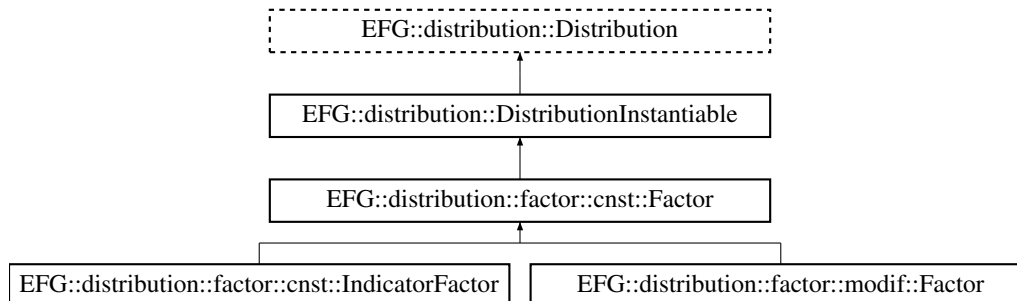 EFG::distribution::Distribution
EFG::distribution::DistributionInstantiable
EFG::distribution::factor::cnst::Factor
EFG::distribution::factor::cnst::IndicatorFactor
EFG::distribution::factor::modif::Factor